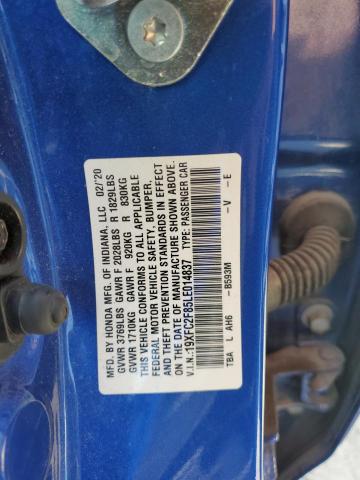 MFD. BY HONDA MFG. OF INDIANA, LLC 02/'20
GVWR 3769LBS GAWR F 2028LBS R 1829LBS
GVWR 1710KG GAWR F 920KG R 830KG
THIS VEHICLE CONFORMS TO ALL APPLICABLE
FEDERAL MOTOR VEHICLE SAFETY, BUMPER,
AND THEFT PREVENTION STANDARDS IN EFFECT
ON THE DATE OF MANUFACTURE SHOWN ABOVE.
V.I.N.:19XFC2F85LE014837 TYPE: PASSENGER CAR
TBA L AH6 -B593M -V -E